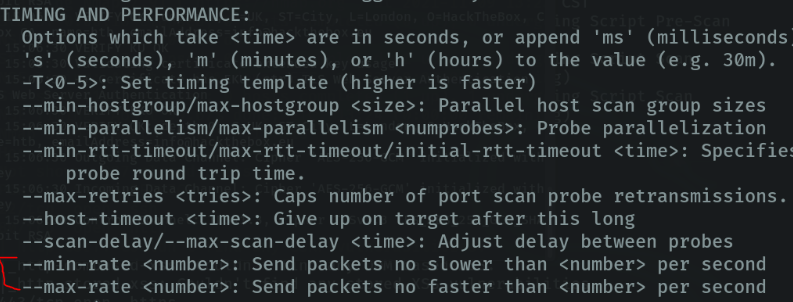 TIMING AND PERFORMANCE:
Options which take <time> are in seconds, or append 'ms' (milliseconds
's' (seconds), 'm' (minutes), or 'h' (hours) to the value (e.g. 30m).
-T<0-5>: Set timing template (higher is faster)
--min-hostgroup/max-hostgroup <size>: Parallel host scan group sizes
--min-parallelism/max-parallelism <numprobes>: Probe parallelization
--min-rtt-timeout/max-rtt-timeout/initial-rtt-timeout <time>: Specifies
probe round trip time.
--max-retries <tries>: Caps number of port scan probe retransmissions.
--host-timeout <time>: Give up on target after this long
--scan-delay/--max-scan-delay <time>: Adjust delay between probes
--min-rate <number>: Send packets no slower than <number> per second
--max-rate <number>: Send packets no faster than <number> per second